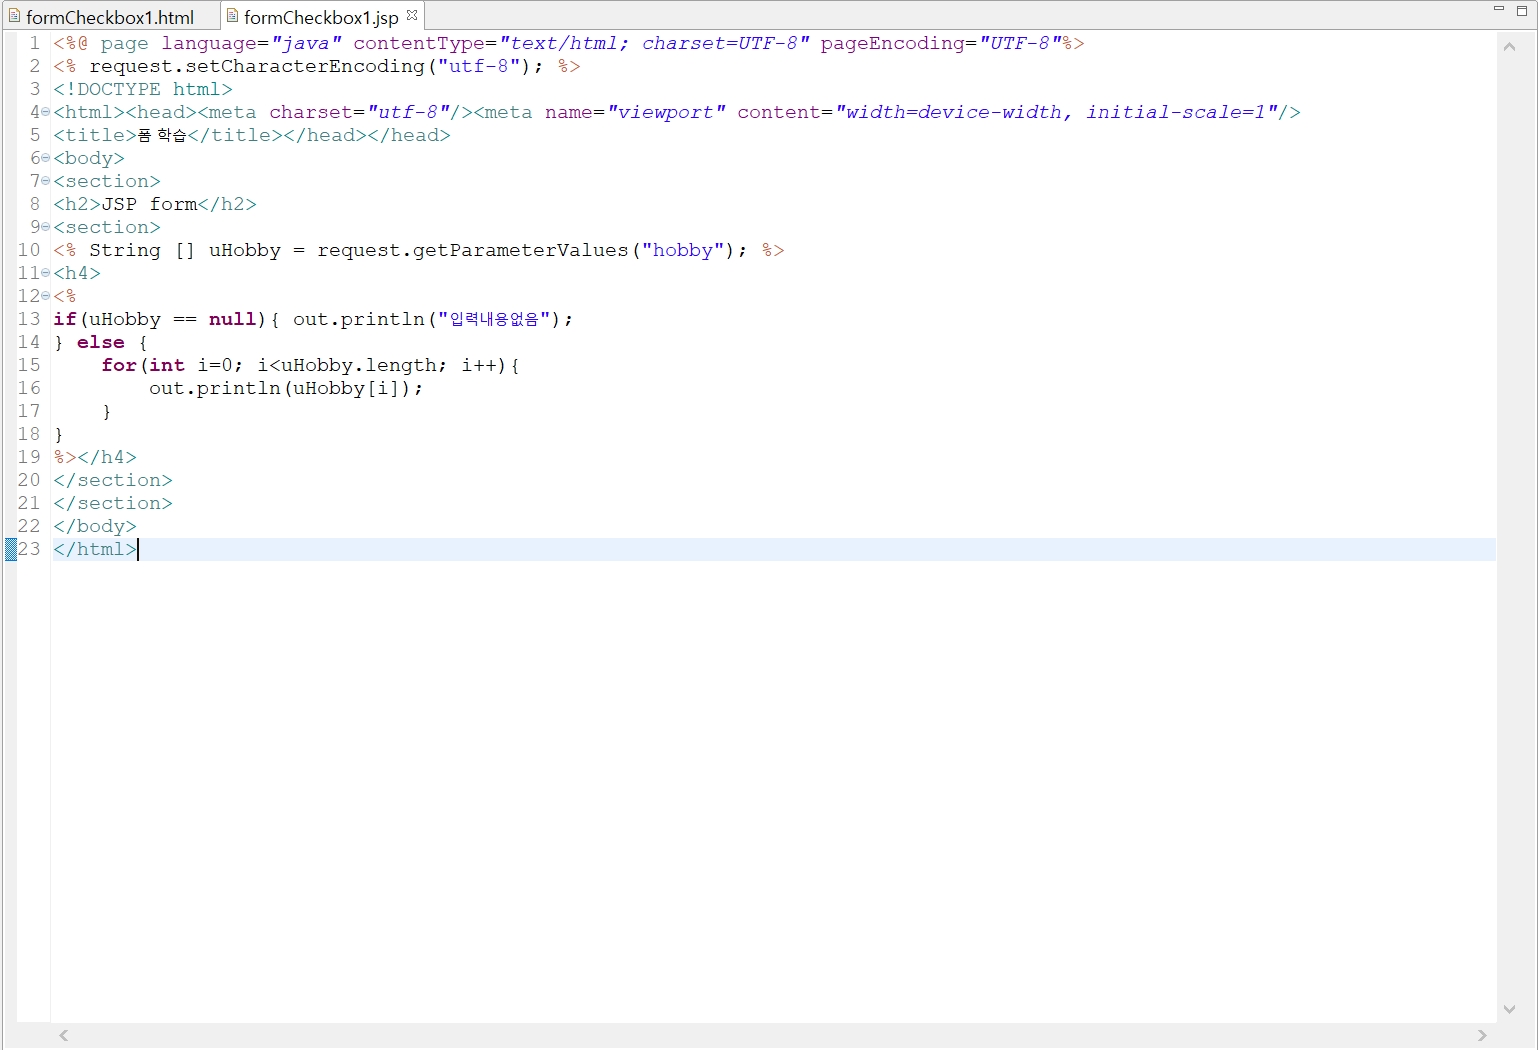 formCheckbox1.html formCheckbox1.jsp
1 <%@ page language="java" contentType="text/html; charset=UTF-8" pageEncoding="UTF-8"%>
2 <% request.setCharacterEncoding("utf-8"); %>
3 <!DOCTYPE html>
4 <html><head><meta charset="utf-8"/><meta name="viewport" content="width=device-width, initial-scale=1"/>
5 <title>폼 학습</title></head></head>
6 <body>
7 <section>
8 <h2>JSP form</h2>
9 <section>
10 <% String [] uHobby = request.getParameterValues("hobby"); %>
11 <h4>
12 <%
13 if(uHobby == null){ out.println("입력내용없음");
14 } else {
15     for(int i=0; i<uHobby.length; i++){
16         out.println(uHobby[i]);
17     }
18 }
19 %></h4>
20 </section>
21 </section>
22 </body>
23 </html>